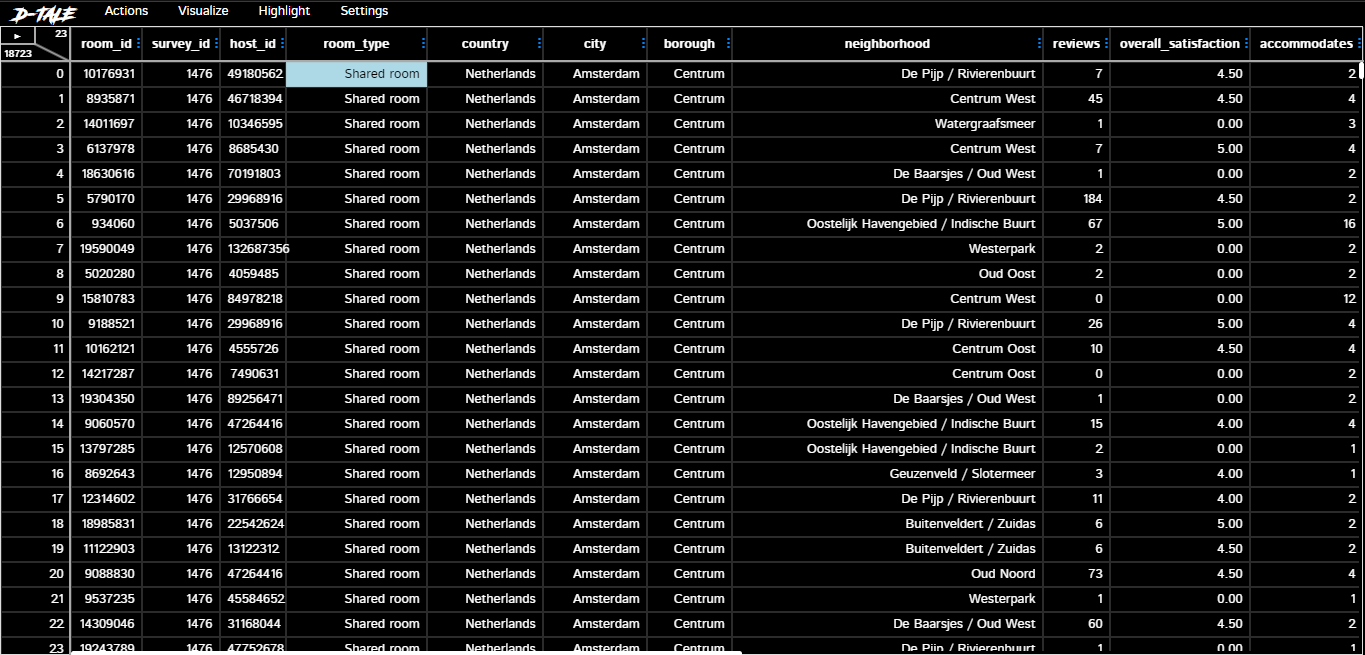 D-TALE Actions Visualize Highlight Settings
► 23
18723 room_id survey_id host_id room_type country city borough neighborhood reviews overall_satisfaction accommodates
0 10176931 1476 49180562 Shared room Netherlands Amsterdam Centrum De Pijp / Rivierenbuurt 7 4.50 2
1 8935871 1476 46718394 Shared room Netherlands Amsterdam Centrum Centrum West 45 4.50 4
2 14011697 1476 10346595 Shared room Netherlands Amsterdam Centrum Watergraafsmeer 1 0.00 3
3 6137978 1476 8685430 Shared room Netherlands Amsterdam Centrum Centrum West 7 5.00 4
4 18630616 1476 70191803 Shared room Netherlands Amsterdam Centrum De Baarsjes / Oud West 1 0.00 2
5 5790170 1476 29968916 Shared room Netherlands Amsterdam Centrum De Pijp / Rivierenbuurt 184 4.50 2
6 934060 1476 5037506 Shared room Netherlands Amsterdam Centrum Oostelijk Havengebied / Indische Buurt 67 5.00 16
7 19590049 1476 132687356 Shared room Netherlands Amsterdam Centrum Westerpark 2 0.00 2
8 5020280 1476 4059485 Shared room Netherlands Amsterdam Centrum Oud Oost 2 0.00 2
9 15810783 1476 84978218 Shared room Netherlands Amsterdam Centrum Centrum West 0 0.00 12
10 9188521 1476 29968916 Shared room Netherlands Amsterdam Centrum De Pijp / Rivierenbuurt 26 5.00 4
11 10162121 1476 4555726 Shared room Netherlands Amsterdam Centrum Centrum Oost 10 4.50 4
12 14217287 1476 7490631 Shared room Netherlands Amsterdam Centrum Centrum Oost 0 0.00 2
13 19304350 1476 89256471 Shared room Netherlands Amsterdam Centrum De Baarsjes / Oud West 1 0.00 2
14 9060570 1476 47264416 Shared room Netherlands Amsterdam Centrum Oostelijk Havengebied / Indische Buurt 15 4.00 4
15 13797285 1476 12570608 Shared room Netherlands Amsterdam Centrum Oostelijk Havengebied / Indische Buurt 2 0.00 1
16 8692643 1476 12950894 Shared room Netherlands Amsterdam Centrum Geuzenveld / Slotermeer 3 4.00 1
17 12314602 1476 31766654 Shared room Netherlands Amsterdam Centrum De Pijp / Rivierenbuurt 11 4.00 2
18 18985831 1476 22542624 Shared room Netherlands Amsterdam Centrum Buitenveldert / Zuidas 6 5.00 2
19 11122903 1476 13122312 Shared room Netherlands Amsterdam Centrum Buitenveldert / Zuidas 6 4.50 2
20 9088830 1476 47264416 Shared room Netherlands Amsterdam Centrum Oud Noord 73 4.50 4
21 9537235 1476 45584652 Shared room Netherlands Amsterdam Centrum Westerpark 1 0.00 1
22 14309046 1476 31168044 Shared room Netherlands Amsterdam Centrum De Baarsjes / Oud West 60 4.50 2
23 19243789 1476 47752678 Shared room Netherlands Amsterdam Centrum De Pijp / Rivierenbuurt 1 0.00 1